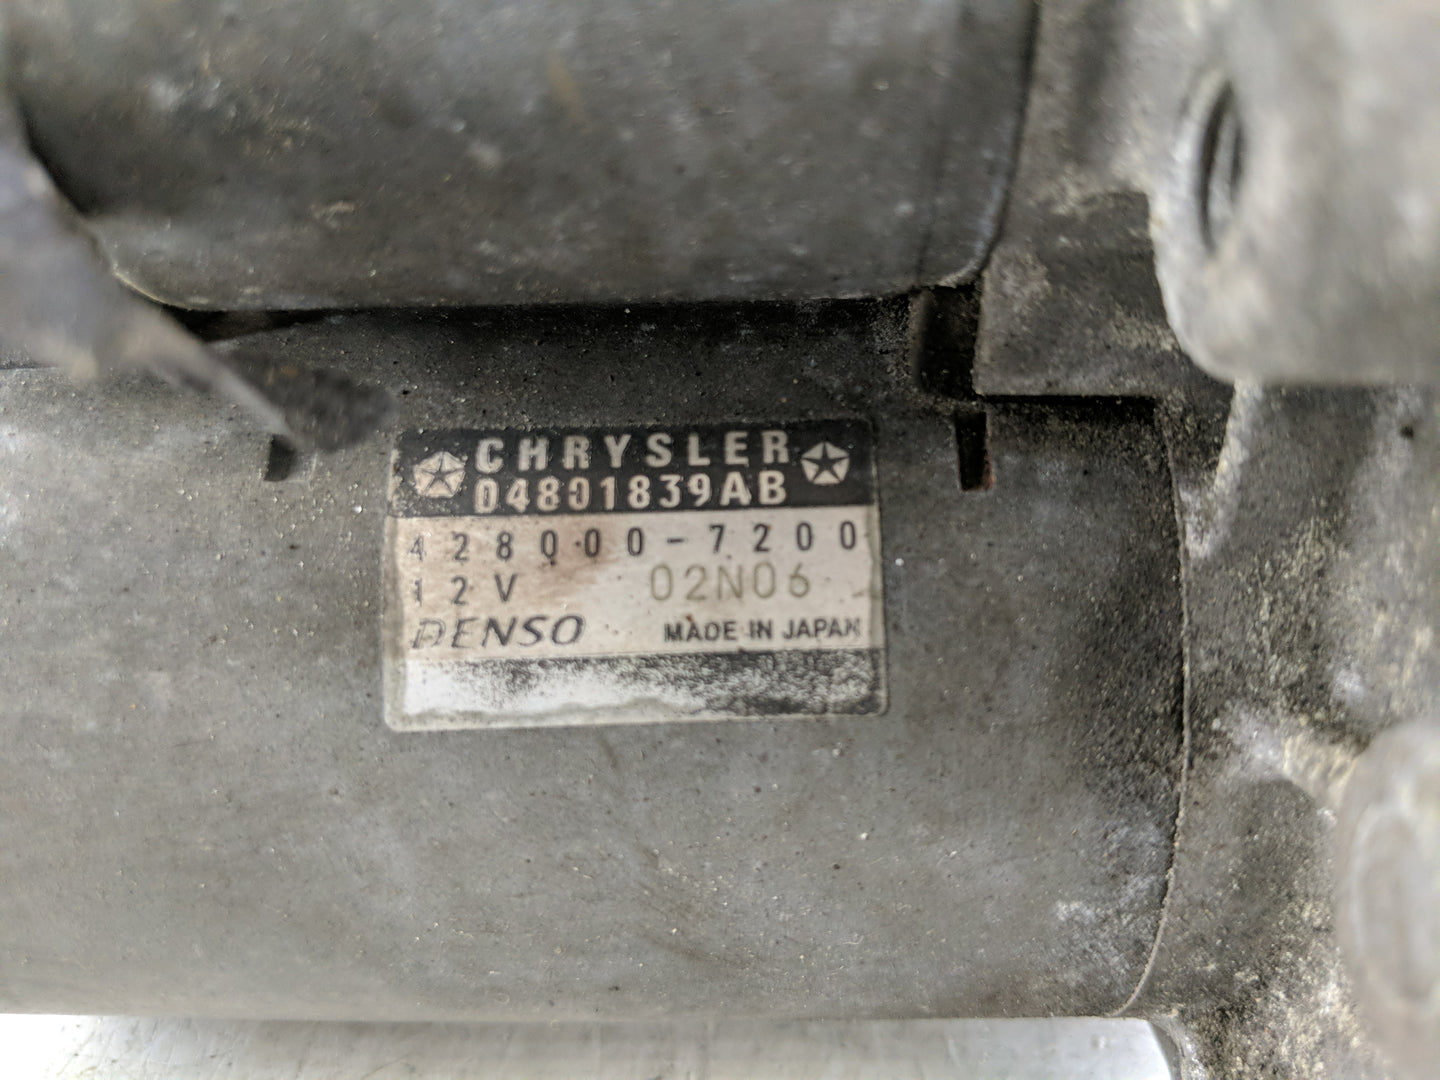 CHRYSLER
04801839AB
428000-7200
12V 02N06
DENSO MADE IN JAPAN